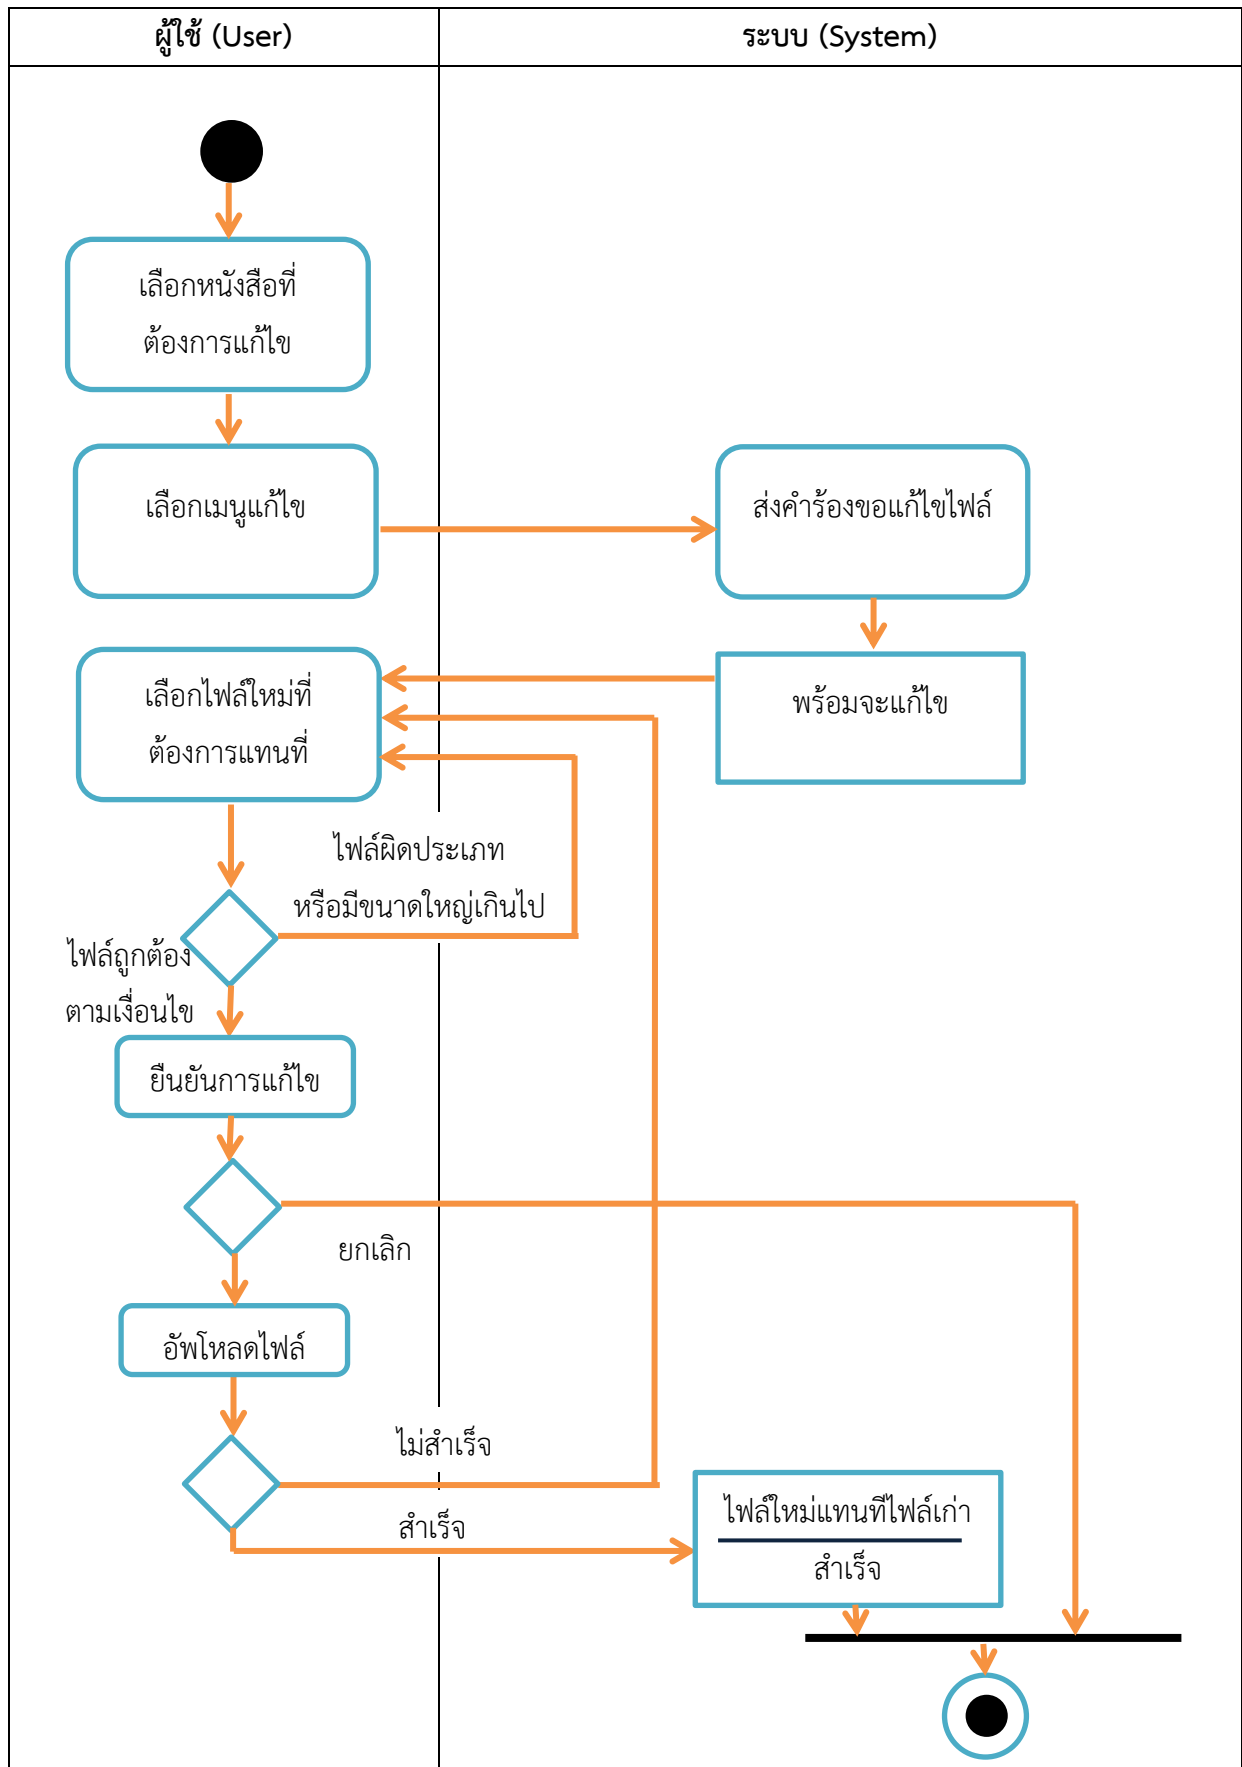 ผู้ใช้ (User)
ระบบ (System)
เลือกหนังสือที่
ต้องการแก้ไข
เลือกเมนูแก้ไข
ส่งคำร้องขอแก้ไขไฟล์
เลือกไฟล์ใหม่ที่
ต้องการแทนที่
พร้อมจะแก้ไข
ไฟล์ผิดประเภท
หรือมีขนาดใหญ่เกินไป
ไฟล์ถูกต้อง
ตามเงื่อนไข
ยืนยันการแก้ไข
ยกเลิก
อัพโหลดไฟล์
ไม่สำเร็จ
สำเร็จ
ไฟล์ใหม่แทนทีไฟล์เก่า
สำเร็จ